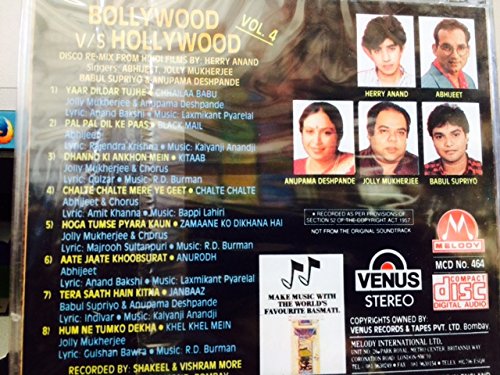 BOLLYWOOD
V/S HOLLYWOOD
VOL. 4
DISCO RE-MIX FROM HINDI FILMS BY: HERRY ANAND
Singers: ABHIJEET, JOLLY MUKHERJEE
BABUL SUPRIYO & ANUPAMA DESHPANDE
1) YAAR DILDAR TUJHE • CHHAILAA BABU
Jolly Mukherjee & Anupama Deshpande
Lyric: Anand Bakshi • Music: Laxmikant Pyarelal
2) PAL PAL DIL KE PAAS • BLACK MAIL
Abhijeet
Lyric: Rajendra Krishna • Music: Kalyanji Anandji
3) DHANNO KI ANKHON MEIN • KITAAB
Jolly Mukherjee & Chorus
Lyric: Gulzar • Music: R.D. Burman
4) CHALTE CHALTE MERE YE GEET • CHALTE CHALTE
Abhijeet & Chorus
Lyric: Amit Khanna • Music: Bappi Lahiri
5) HOGA TUMSE PYARA KAUN • ZAMAANE KO DIKHANA HAI
Jolly Mukherjee & Chorus
Lyric: Majrooh Sultanpuri • Music: R.D. Burman
6) AATE JAATE KHOOBSURAT • ANURODH
Abhijeet
Lyric: Anand Bakshi • Music: Laxmikant Pyarelal
7) TERA SAATH HAIN KITNA • JANBAAZ
Babul Supriyo & Anupama Deshpande
Lyric: Indivar • Music: Kalyanji Anandji
8) HUM NE TUMKO DEKHA • KHEL KHEL MEIN
Jolly Mukherjee
Lyric: Gulshan Bawra • Music: R.D. Burman
RECORDED BY: SHAKEEL & VISHRAM MORE
HERRY ANAND
ABHIJEET
ANUPAMA DESHPANDE
JOLLY MUKHERJEE
BABUL SUPRIYO
• RECORDED AS PER PROVISIONS OF
SECTION 52 OF THE COPYRIGHT ACT 1957
NOT FROM THE ORIGINAL SOUNDTRACK
MELODY
MCD No. 464
MAKE MUSIC WITH THE
WORLD'S
FAVOURITE BASMATI.
VENUS
STEREO
COMPACT
disc
DIGITAL AUDIO
COPYRIGHTS OWNED BY:
VENUS RECORDS & TAPES PVT. LTD. Bombay.
MELODY INTERNATIONAL LTD,